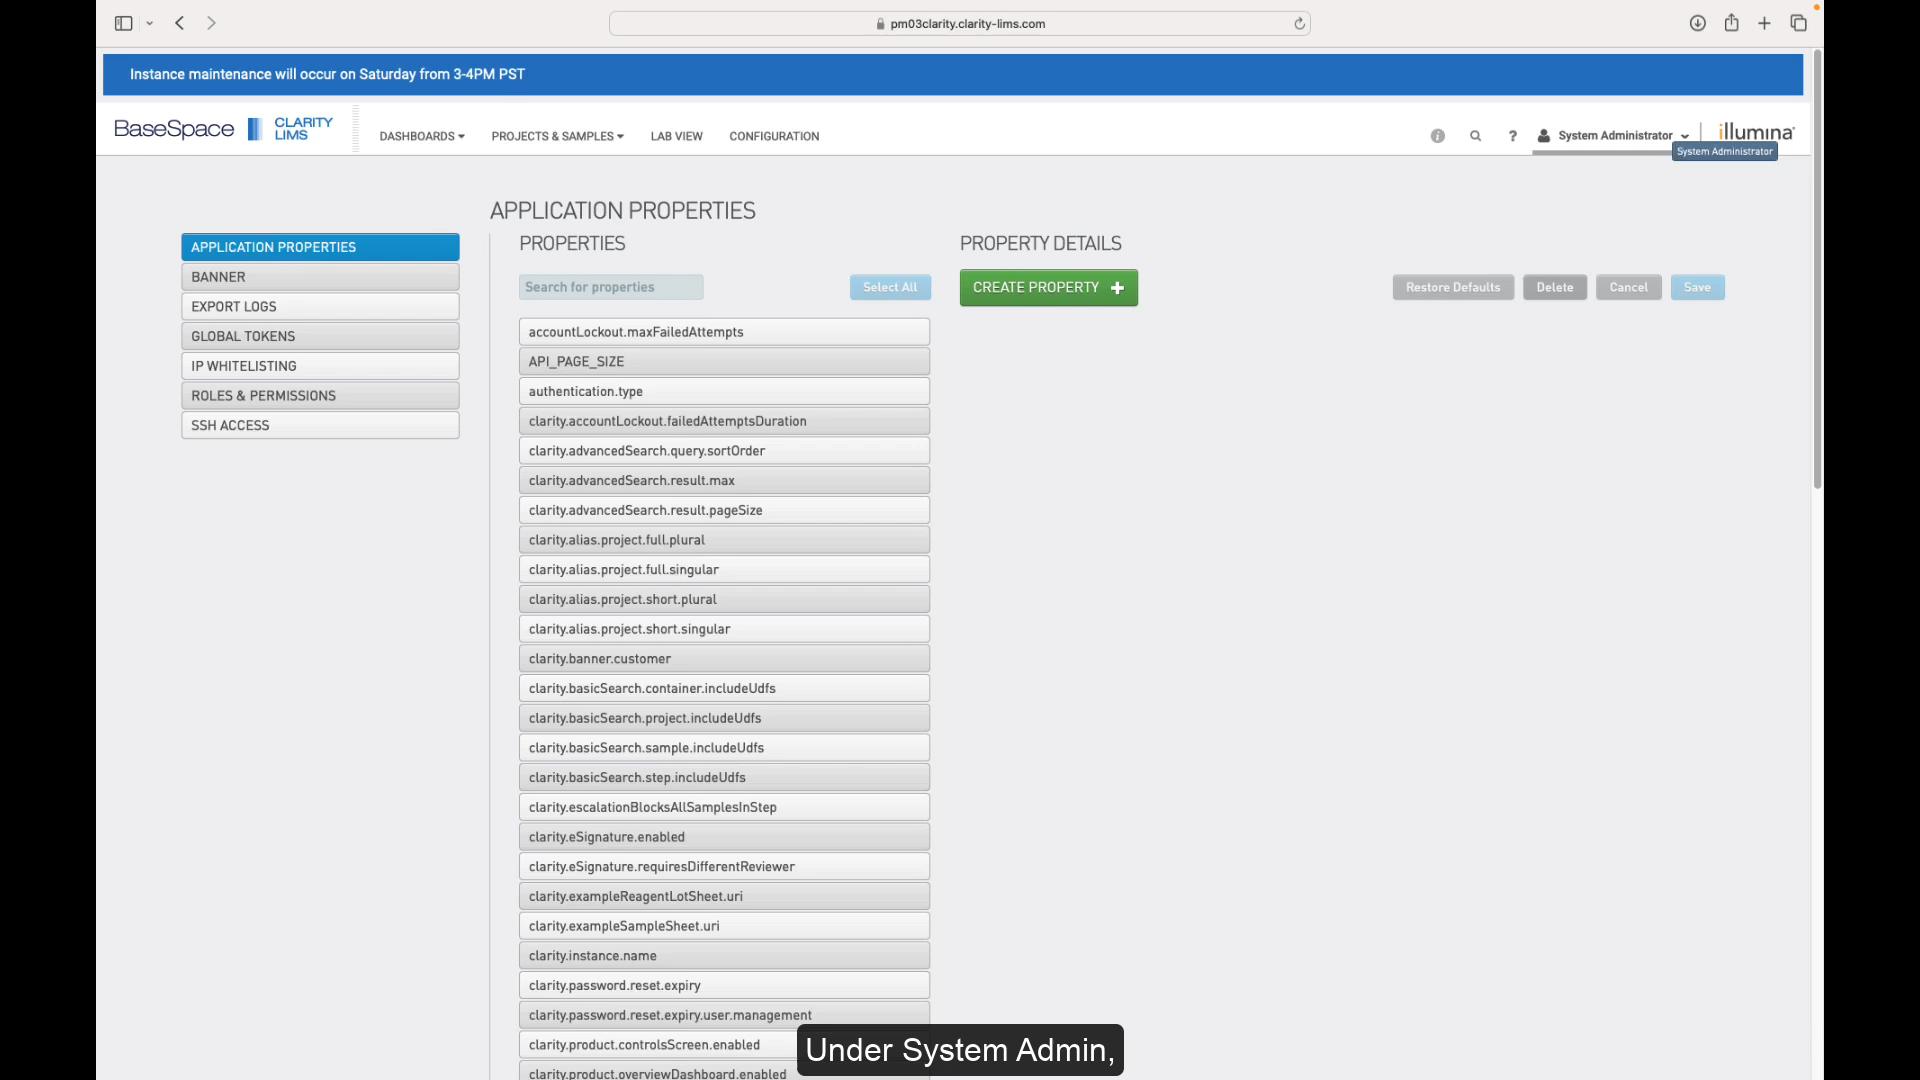 pm03clarity.clarity-lims.com
Instance maintenance will occur on Saturday from 3-4PM PST
BaseSpace CLARITY LIMS
DASHBOARDS PROJECTS & SAMPLES LAB VIEW CONFIGURATION
? System Administrator illumina
System Administrator
APPLICATION PROPERTIES
APPLICATION PROPERTIES
BANNER
EXPORT LOGS
GLOBAL TOKENS
IP WHITELISTING
ROLES & PERMISSIONS
SSH ACCESS
PROPERTIES
Search for properties Select All
accountLockout.maxFailedAttempts
API_PAGE_SIZE
authentication.type
clarity.accountLockout.failedAttemptsDuration
clarity.advancedSearch.query.sortOrder
clarity.advancedSearch.result.max
clarity.advancedSearch.result.pageSize
clarity.alias.project.full.plural
clarity.alias.project.full.singular
clarity.alias.project.short.plural
clarity.alias.project.short.singular
clarity.banner.customer
clarity.basicSearch.container.includeUdfs
clarity.basicSearch.project.includeUdfs
clarity.basicSearch.sample.includeUdfs
clarity.basicSearch.step.includeUdfs
clarity.escalationBlocksAllSamplesInStep
clarity.eSignature.enabled
clarity.eSignature.requiresDifferentReviewer
clarity.exampleReagentLotSheet.uri
clarity.exampleSampleSheet.uri
clarity.instance.name
clarity.password.reset.expiry
clarity.password.reset.expiry.user.management
clarity.product.controlsScreen.enabled
clarity.product.overviewDashboard.enabled
PROPERTY DETAILS
CREATE PROPERTY + Restore Defaults Delete Cancel Save
Under System Admin,